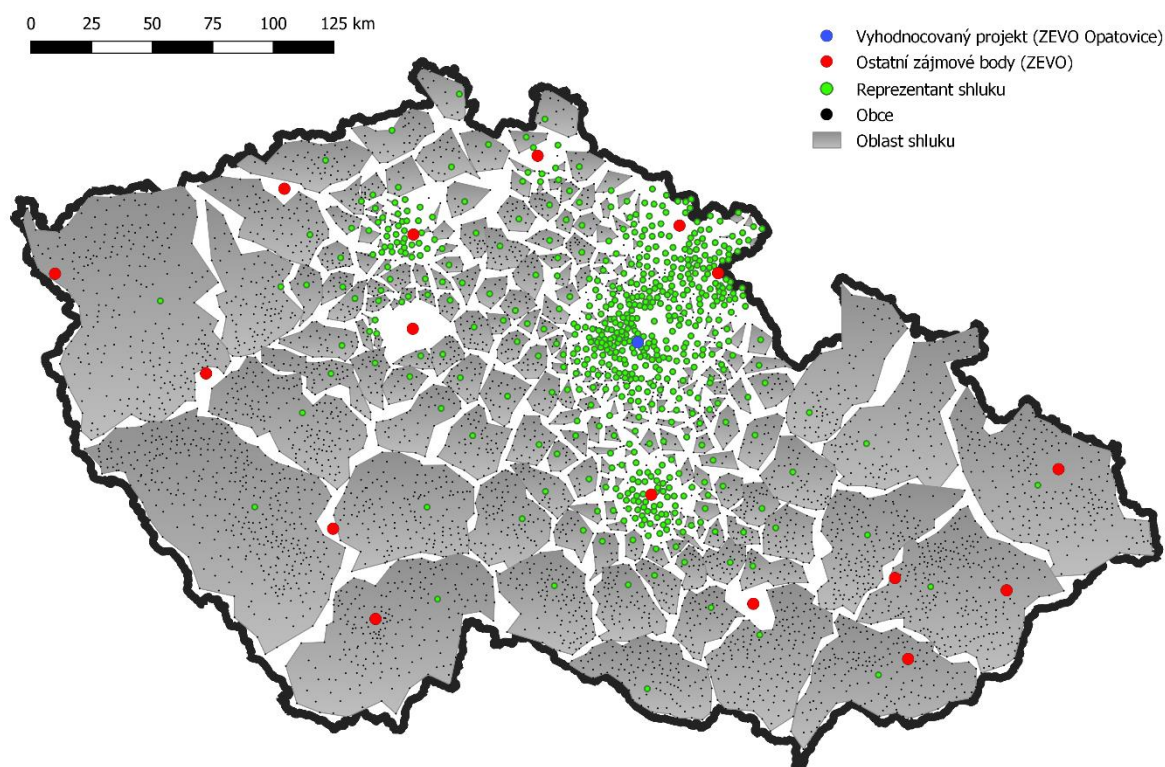 0 25 50 75 100 125 km
Vyhodnocovaný projekt (ZEVO Opatovice)
Ostatní zájmové body (ZEVO)
Reprezentant shluku
Obce
Oblast shluku